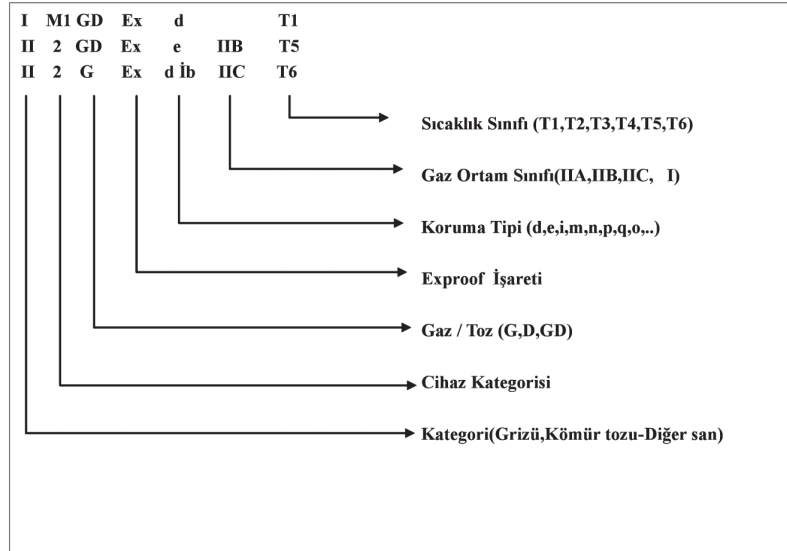 I M1 GD Ex d T1
II 2 GD Ex e IIB T5
II 2 G Ex d İb IIC T6
Sıcaklık Sınıfı (T1,T2,T3,T4,T5,T6)
Gaz Ortam Sınıfı(IIA,IIB,IIC, I)
Koruma Tipi (d,e,i,m,n,p,q,o,..)
Exproof İşareti
Gaz / Toz (G,D,GD)
Cihaz Kategorisi
Kategori(Grizü,Kömür tozu-Diğer san)